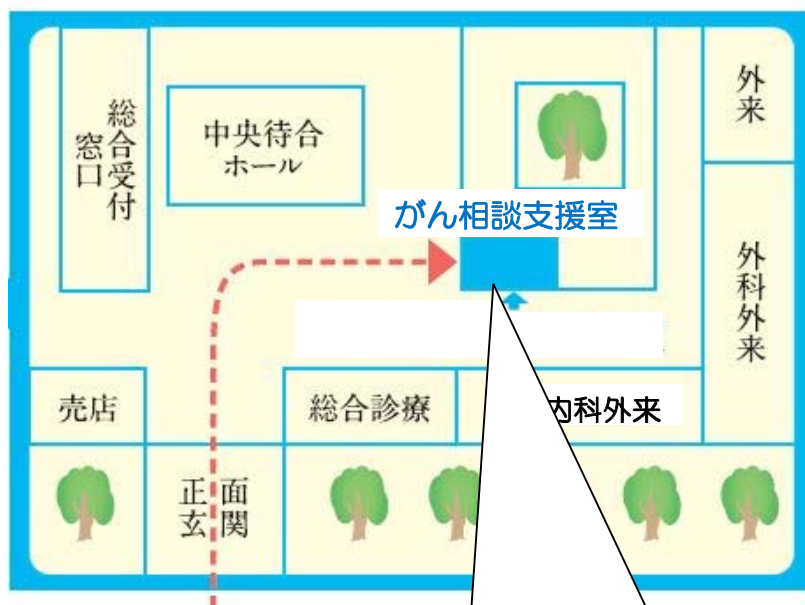 総合受付
窓口
中央待合
ホール
がん相談支援室
外来
外科外来
売店
総合診療
内科外来
正面
玄関